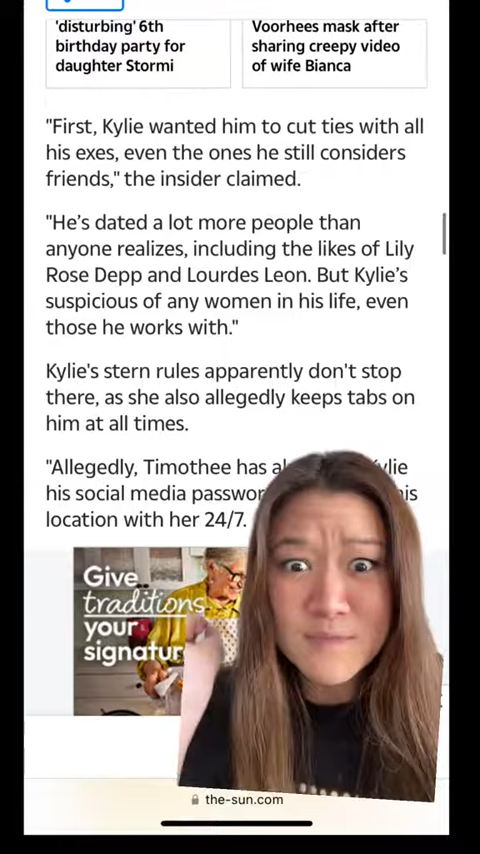 'disturbing' 6th
birthday party for
daughter Stormi
Voorhees mask after
sharing creepy video
of wife Bianca
"First, Kylie wanted him to cut ties with all
his exes, even the ones he still considers
friends," the insider claimed.
"He's dated a lot more people than
anyone realizes, including the likes of Lily
Rose Depp and Lourdes Leon. But Kylie's
suspicious of any women in his life, even
those he works with."
Kylie's stern rules apparently don't stop
there, as she also allegedly keeps tabs on
him at all times.
"Allegedly, Timothee has
his social media
location with her 24/7.
Give
traditions
your
the-sun.com